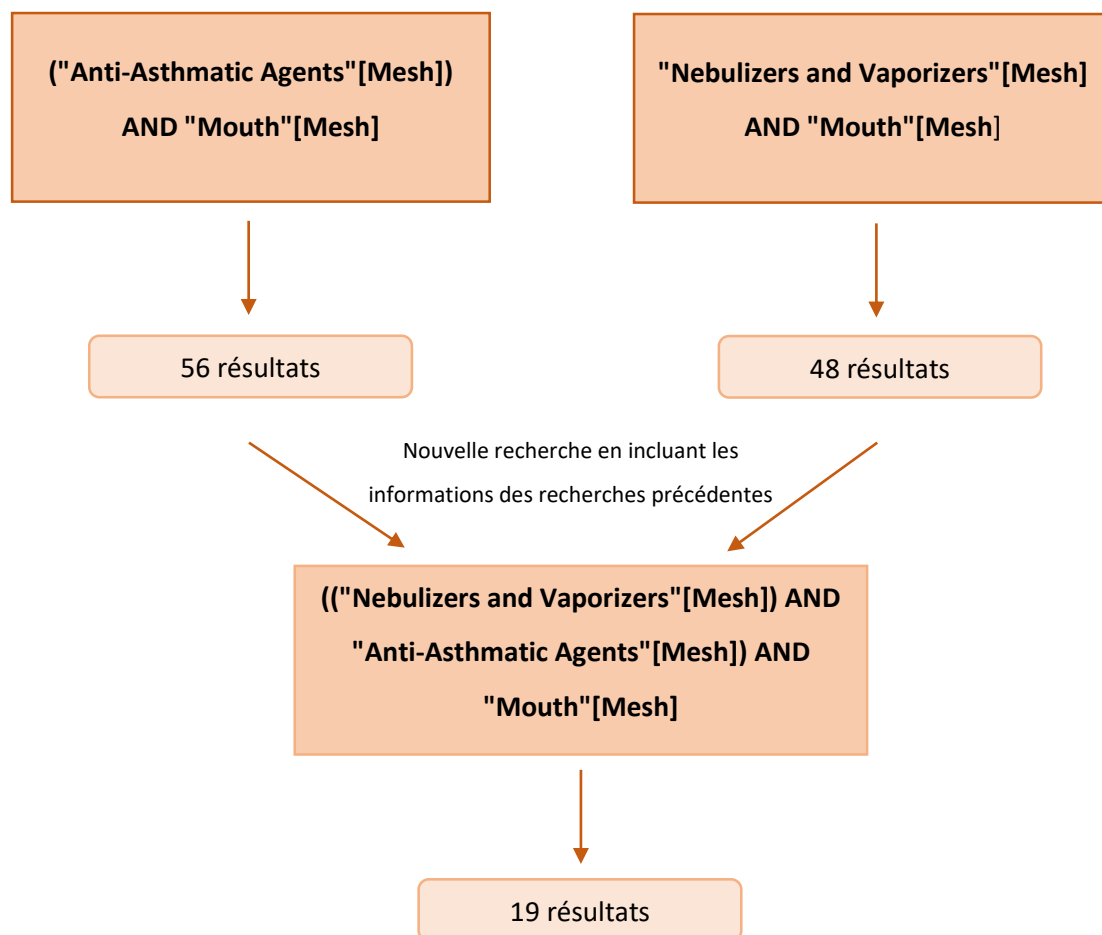 ("Anti-Asthmatic Agents"[Mesh])
AND "Mouth"[Mesh]
"Nebulizers and Vaporizers"[Mesh]
AND "Mouth"[Mesh]
56 résultats
48 résultats
Nouvelle recherche en incluant les
informations des recherches précédentes
(("Nebulizers and Vaporizers"[Mesh]) AND
"Anti-Asthmatic Agents"[Mesh]) AND
"Mouth"[Mesh]
19 résultats